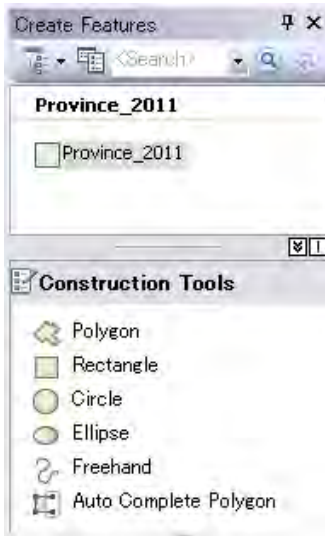 Create Features
<Search>
Province_2011
Province_2011
Construction Tools
Polygon
Rectangle
Circle
Ellipse
Freehand
Auto Complete Polygon